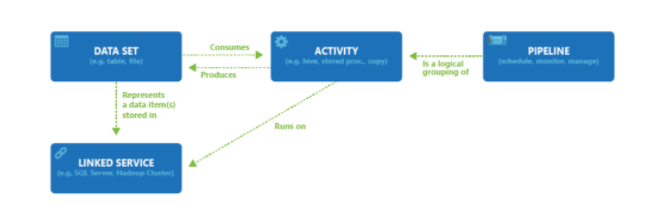 DATA SET
(e.g. table, file)
Consumes
Produces
ACTIVITY
(e.g. hive, stored proc., copy)
Is a logical
grouping of
PIPELINE
(schedule, monitor, manage)
Represents
a data item(s)
stored in
Runs on
LINKED SERVICE
(e.g. SQL Server, Hadoop Cluster)